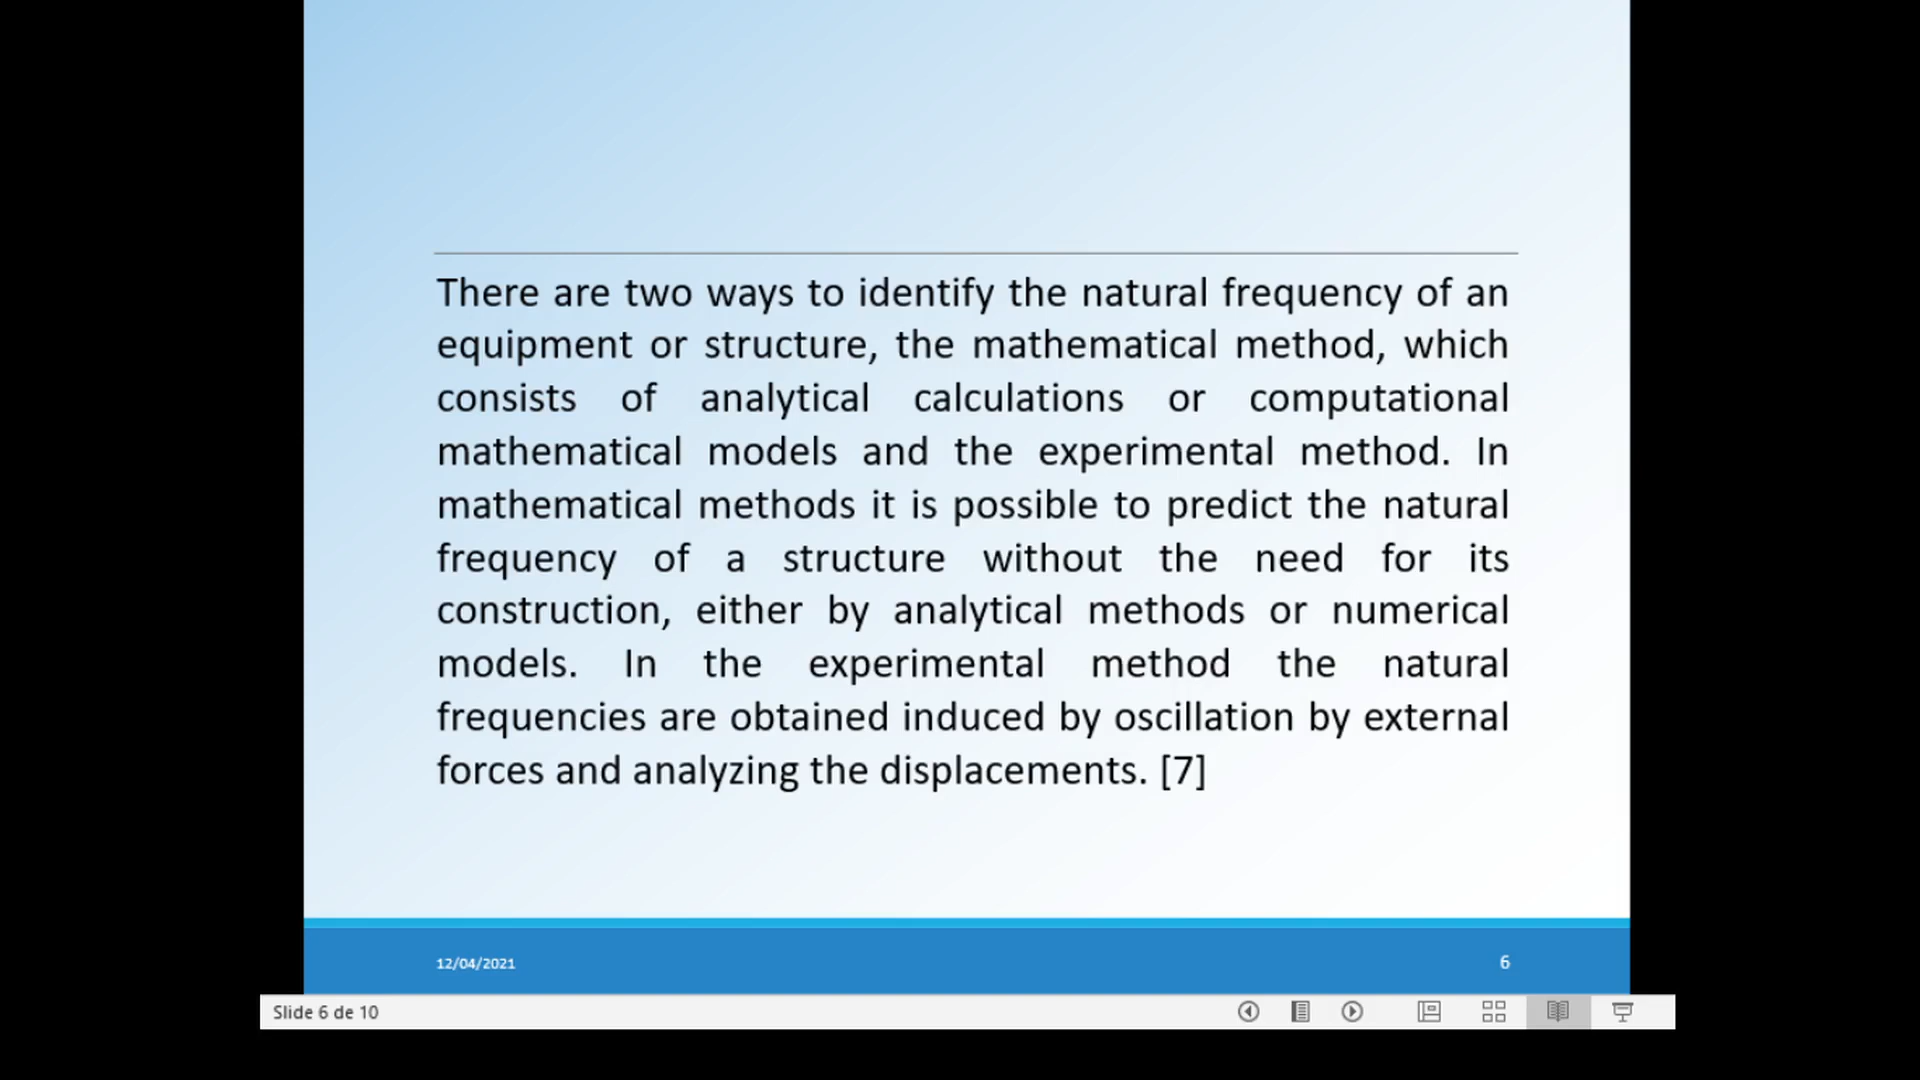 There are two ways to identify the natural frequency of an
equipment or structure, the mathematical method, which
consists of analytical calculations or computational
mathematical models and the experimental method. In
mathematical methods it is possible to predict the natural
frequency of a structure without the need for its
construction, either by analytical methods or numerical
models. In the experimental method the natural
frequencies are obtained induced by oscillation by external
forces and analyzing the displacements. [7]
12/04/2021
6
Slide 6 de 10